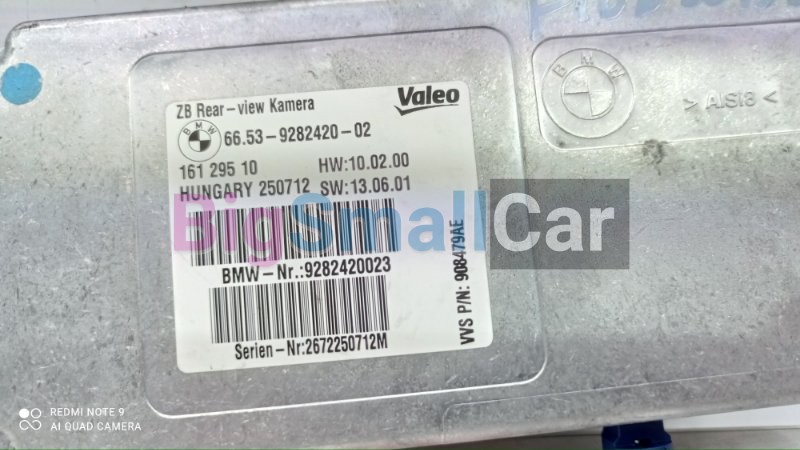 ZB Rear-view Kamera
Valeo
BMW
66.53-9282420-02
161 295 10 HW:10.02.00
HUNGARY 250712 SW:13.06.01
BigSmallCar
BMW-Nr.:9282420023
Serien-Nr:2672250712M
VVS P/N: 908479AE
BMW
> AlSi8 <
REDMI NOTE 9
AI QUAD CAMERA